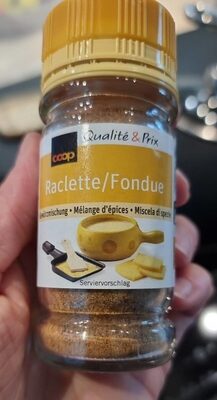 coop
Qualité & Prix
Raclette/Fondue
Gewürzmischung • Mélange d'épices • Miscela di spezie
Serviervorschlag